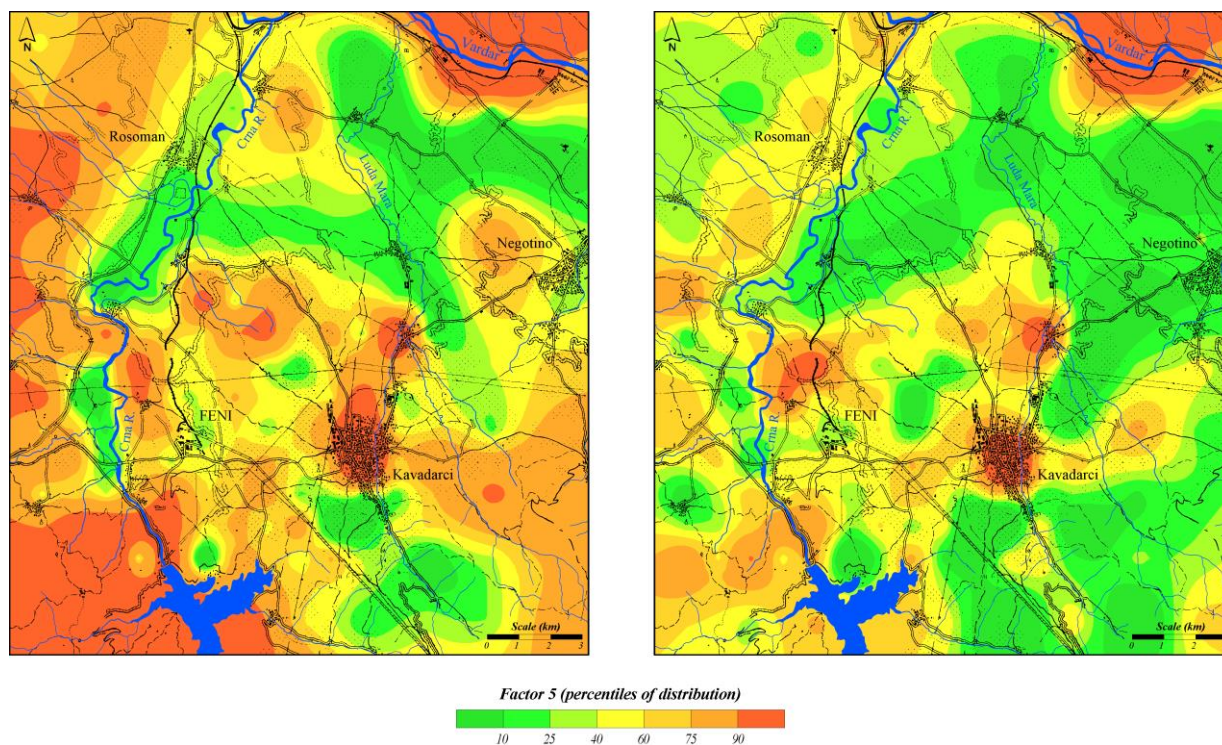 N
Vardar
Rosoman
Crna R.
Luda Mara
Negotino
FENI
Crna R.
Kavadarci
Scale (km)
0 1 2 3
N
Vardar
Rosoman
Crna R.
Luda Mara
Negotino
FENI
Crna R.
Kavadarci
Scale (km)
0 1 2
Factor 5 (percentiles of distribution)
10 25 40 60 75 90